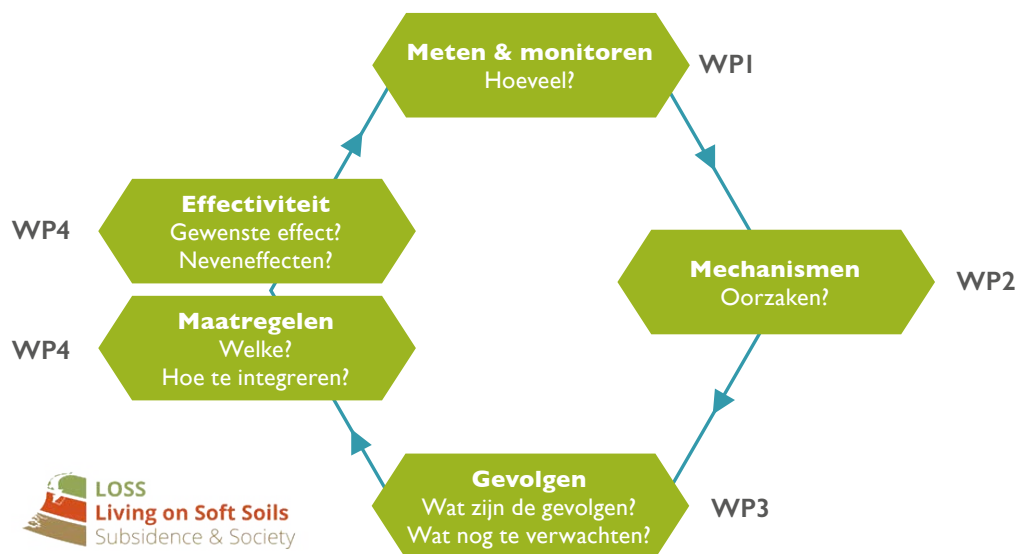 Meten & monitoren
Hoeveel?
WP1
Effectiviteit
Gewenste effect?
Neveneffecten?
WP4
Mechanismen
Oorzaken?
WP2
Maatregelen
Welke?
Hoe te integreren?
WP4
Gevolgen
Wat zijn de gevolgen?
Wat nog te verwachten?
WP3
LOSS
Living on Soft Soils
Subsidence & Society